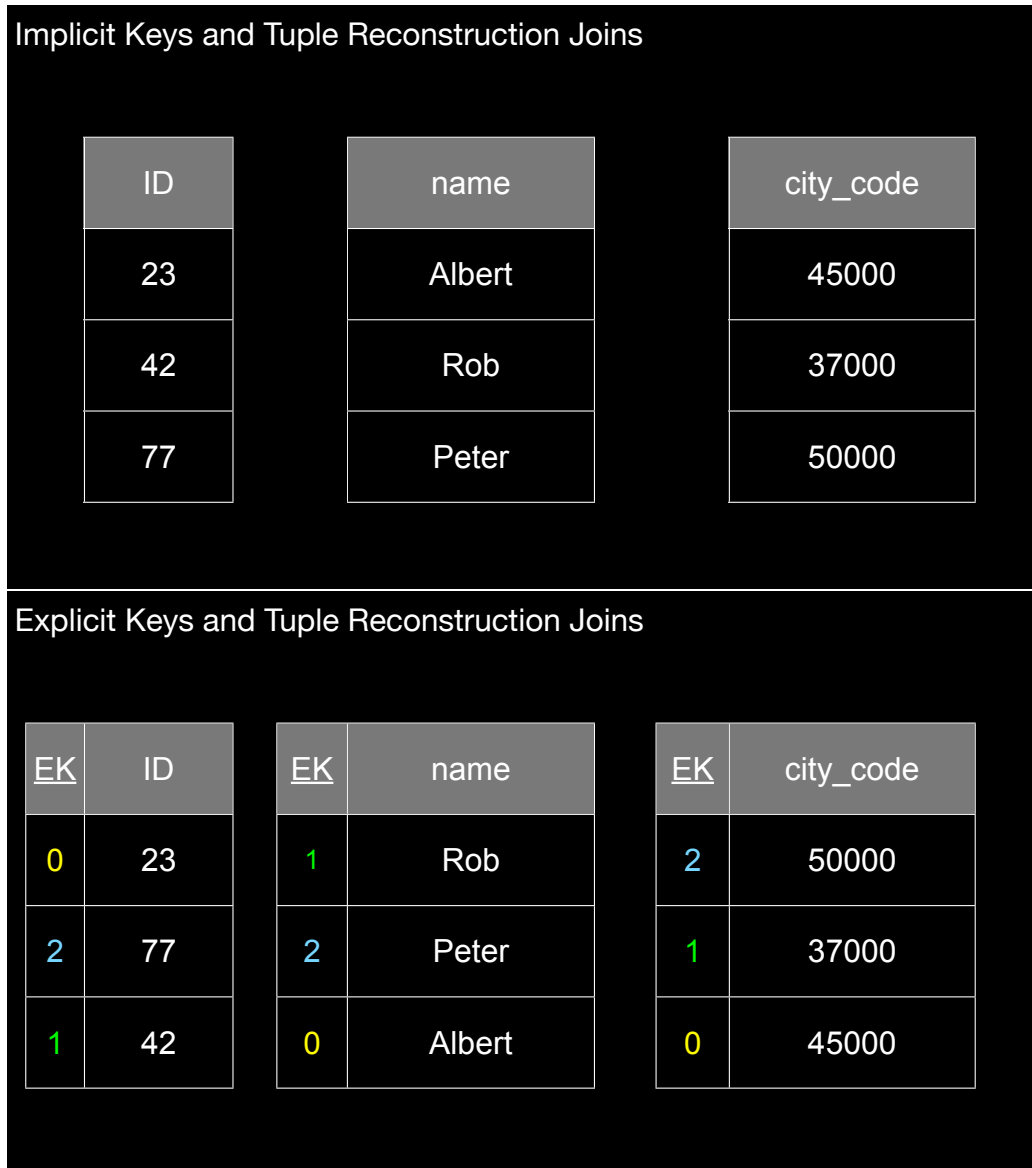 Implicit Keys and Tuple Reconstruction Joins
ID name city_code
23 Albert 45000
42 Rob 37000
77 Peter 50000
Explicit Keys and Tuple Reconstruction Joins
EK ID EK name EK city_code
0 23 1 Rob 2 50000
2 77 2 Peter 1 37000
1 42 0 Albert 0 45000